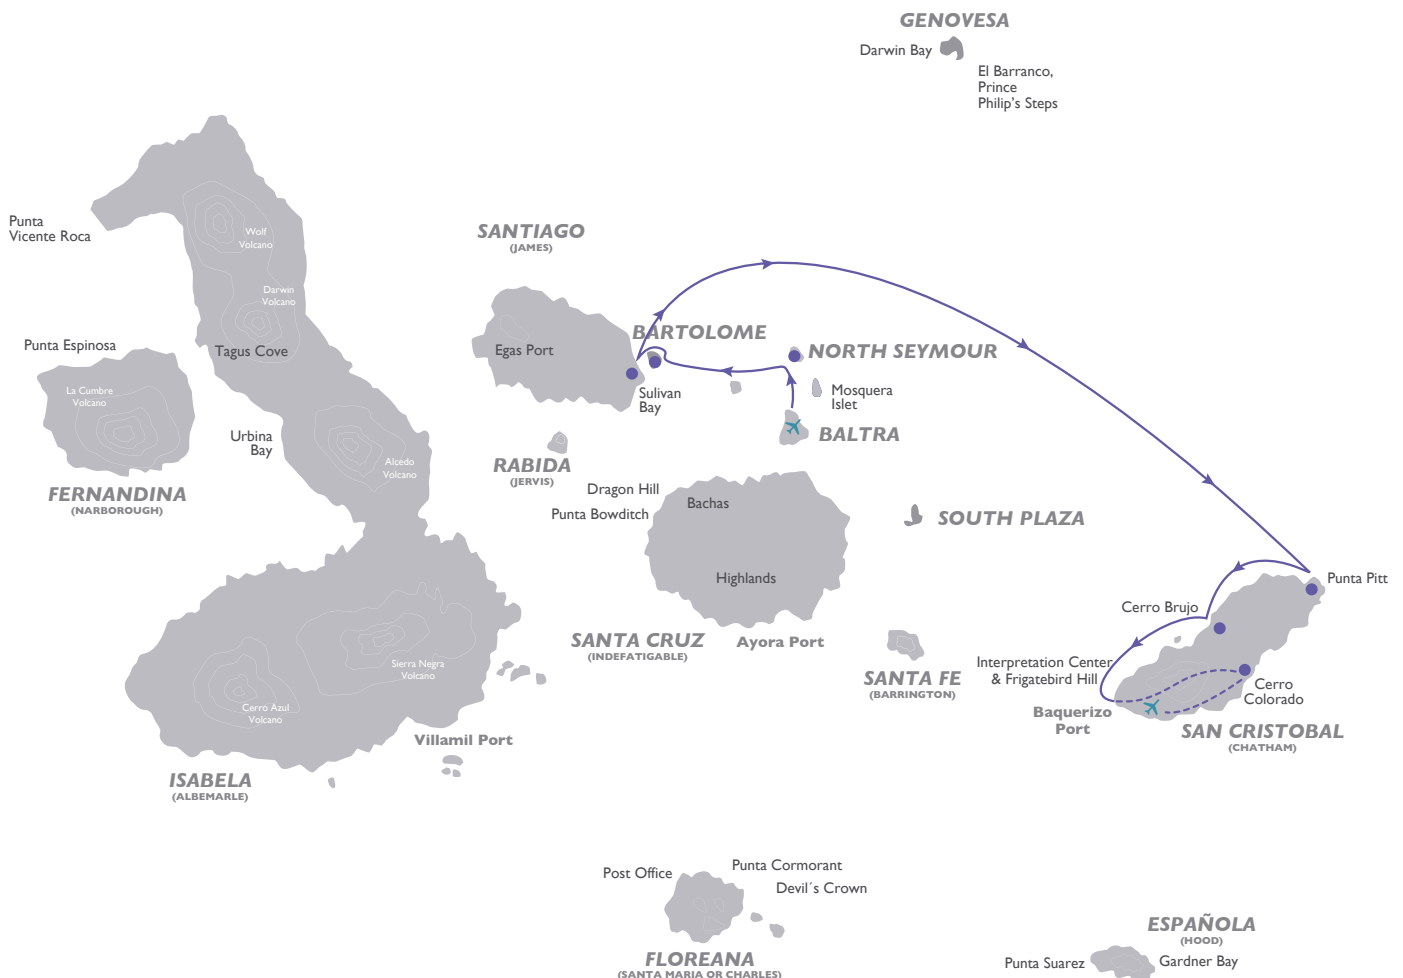 GENOVESA
Darwin Bay
El Barranco,
Prince
Philip's Steps
Punta
Vicente Roca
Wolf
Volcano
Darwin
Volcano
Tagus Cove
Punta Espinosa
La Cumbre
Volcano
FERNANDINA
(NARBOROUGH)
Urbina
Bay
Alcedo
Volcano
SANTIAGO
(JAMES)
Egas Port
BARTOLOME
Sulivan
Bay
NORTH SEYMOUR
Mosquera
Islet
BALTRA
RABIDA
(JERVIS)
Dragon Hill
Punta Bowditch
Bachas
Highlands
SANTA CRUZ
(INDEFATIGABLE)
Ayora Port
SOUTH PLAZA
SANTA FE
(BARRINGTON)
Punta Pitt
Cerro Brujo
Interpretation Center
& Frigatebird Hill
Cerro
Colorado
Baquerizo
Port
SAN CRISTOBAL
(CHATHAM)
Sierra Negra
Volcano
Cerro Azul
Volcano
Villamil Port
ISABELA
(ALBEMARLE)
Post Office
Punta Cormorant
Devil´s Crown
FLOREANA
(SANTA MARIA OR CHARLES)
ESPAÑOLA
(HOOD)
Punta Suarez
Gardner Bay